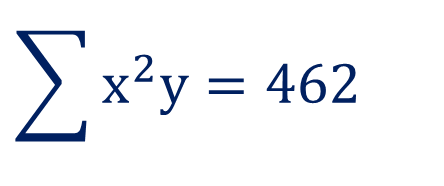 ∑ x²y = 462